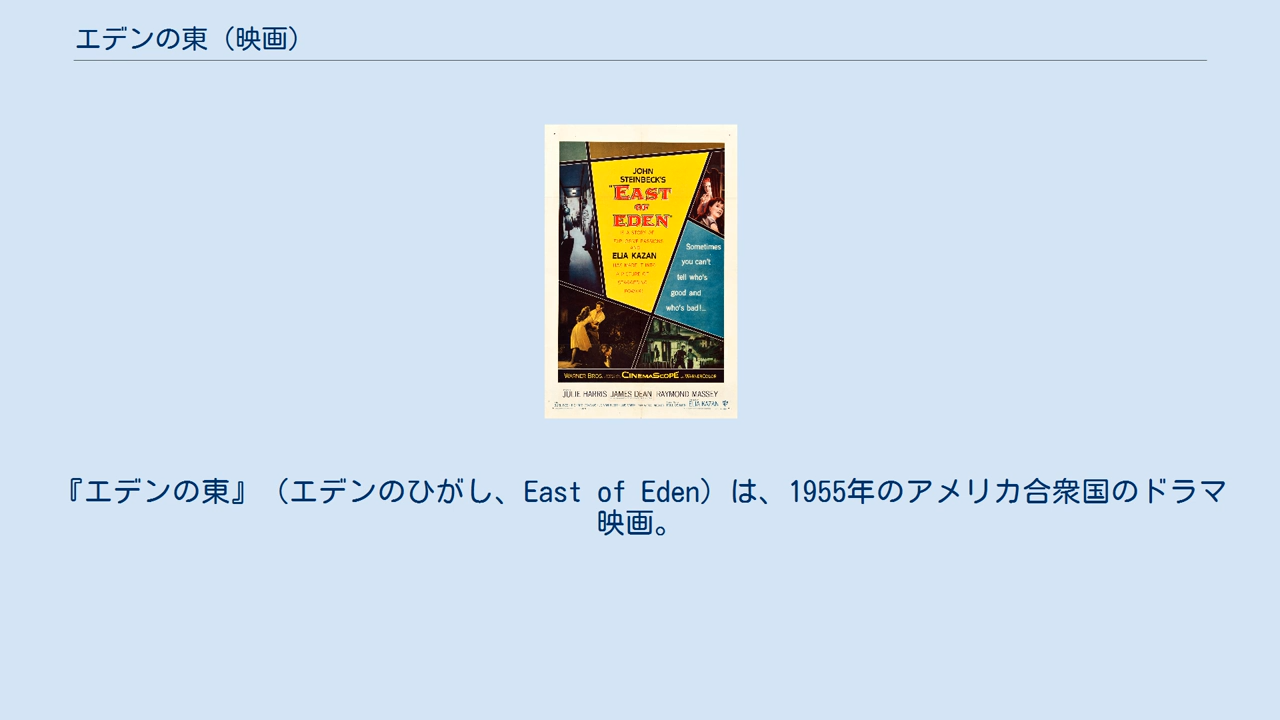 エデンの東（映画）
JOHN
STEINBECK'S
"EAST
OF
EDEN"
ELIA KAZAN
Sometimes
you can't
tell who's
good and
who's bad!..
WARNER BROS. CINEMASCOPE WARNERCOLOR
JULIE HARRIS JAMES DEAN RAYMOND MASSEY
ELIA KAZAN
『エデンの東』（エデンのひがし、East of Eden）は、1955年のアメリカ合衆国のドラマ
映画。